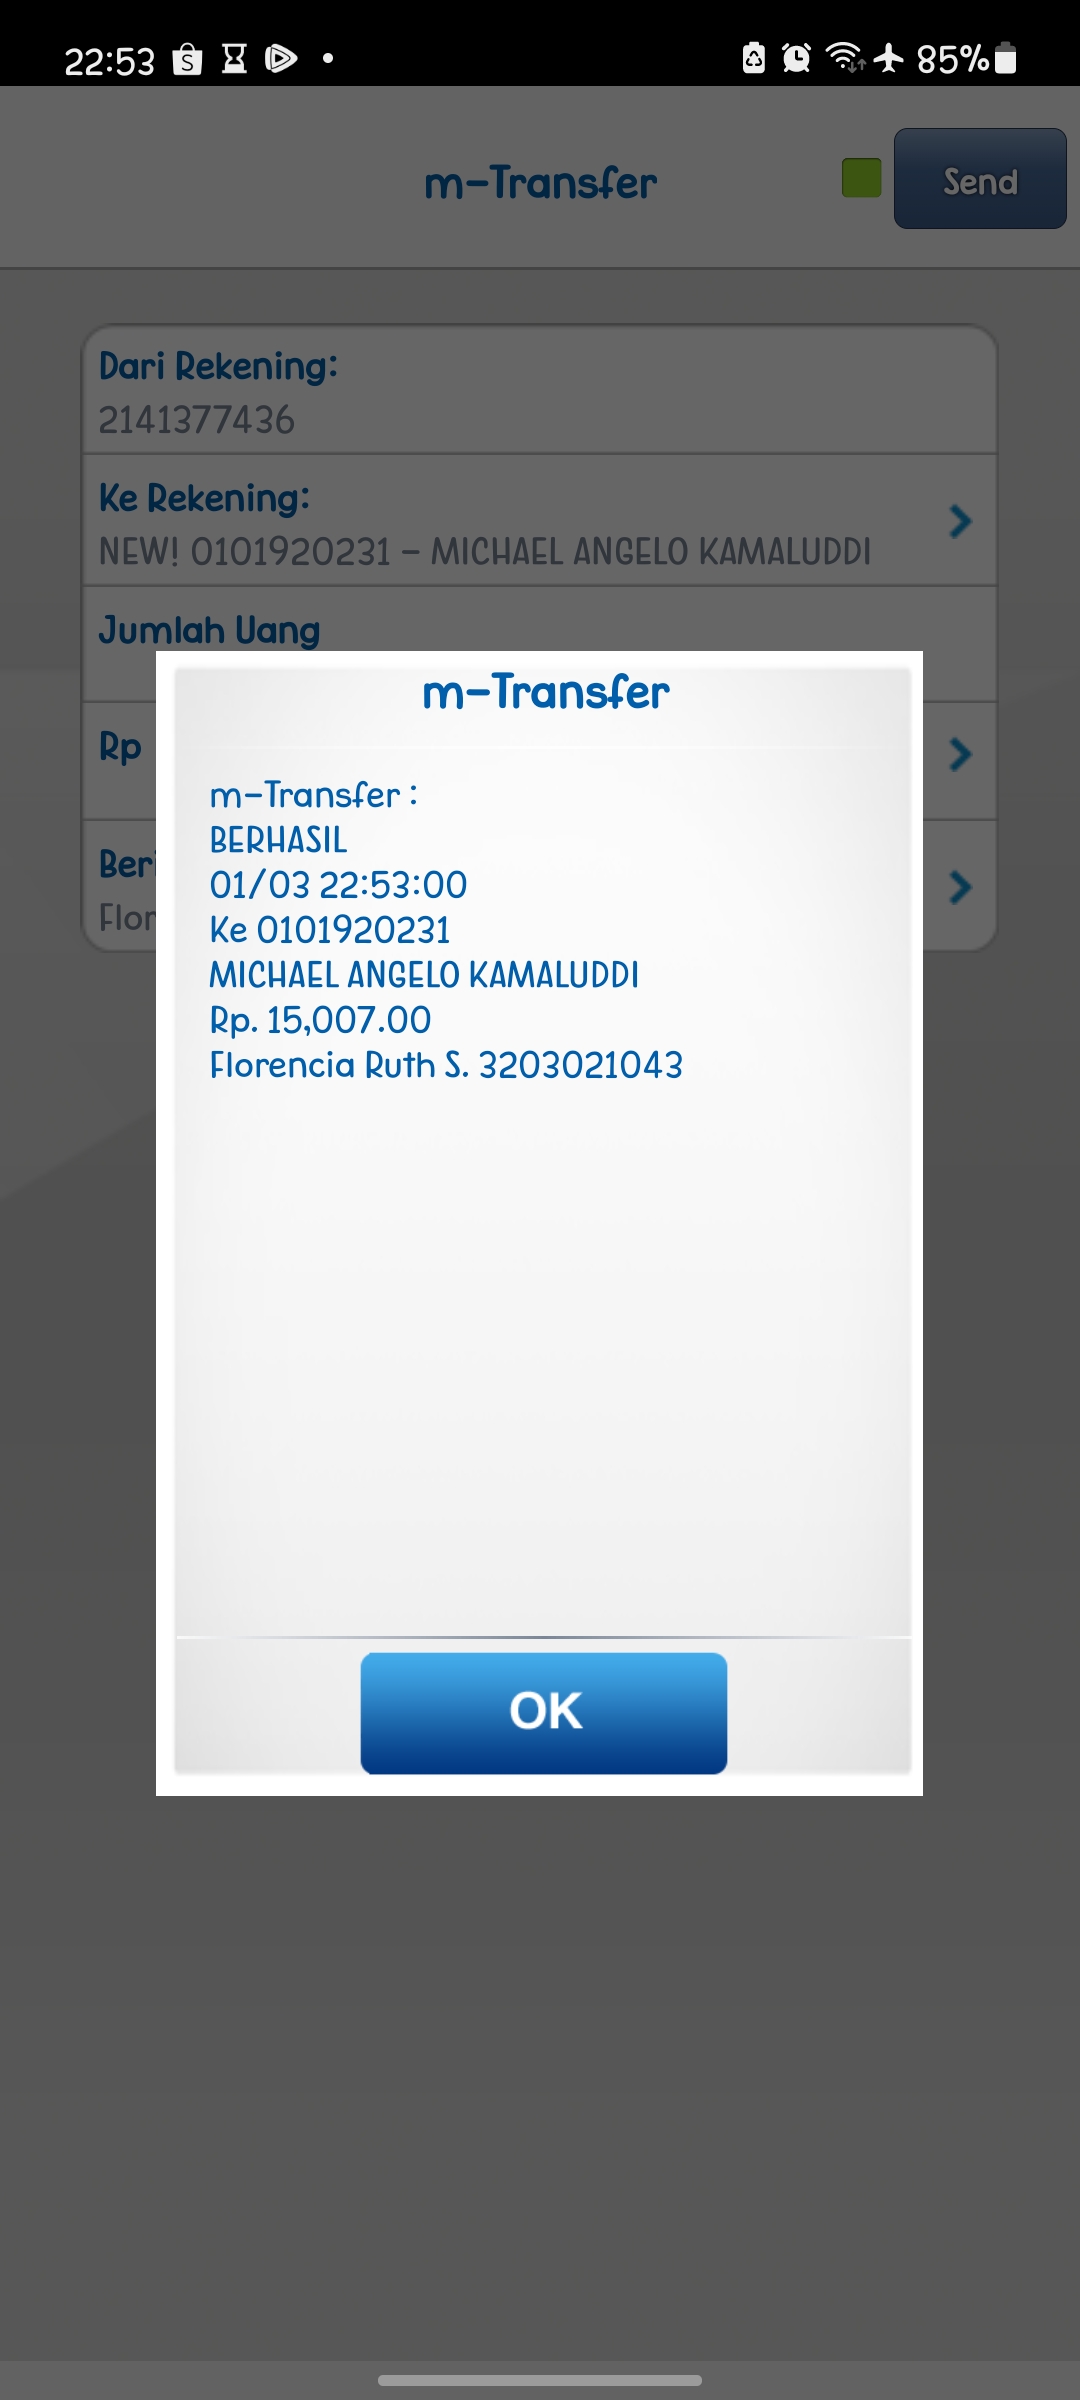 22:53
85%
m-Transfer
Send
Dari Rekening:
2141377436
Ke Rekening:
NEW! 0101920231 - MICHAEL ANGELO KAMALUDDI
Jumlah Uang
Rp
Beri
Flor
m-Transfer
m-Transfer :
BERHASIL
01/03 22:53:00
Ke 0101920231
MICHAEL ANGELO KAMALUDDI
Rp. 15,007.00
Florencia Ruth S. 3203021043
OK